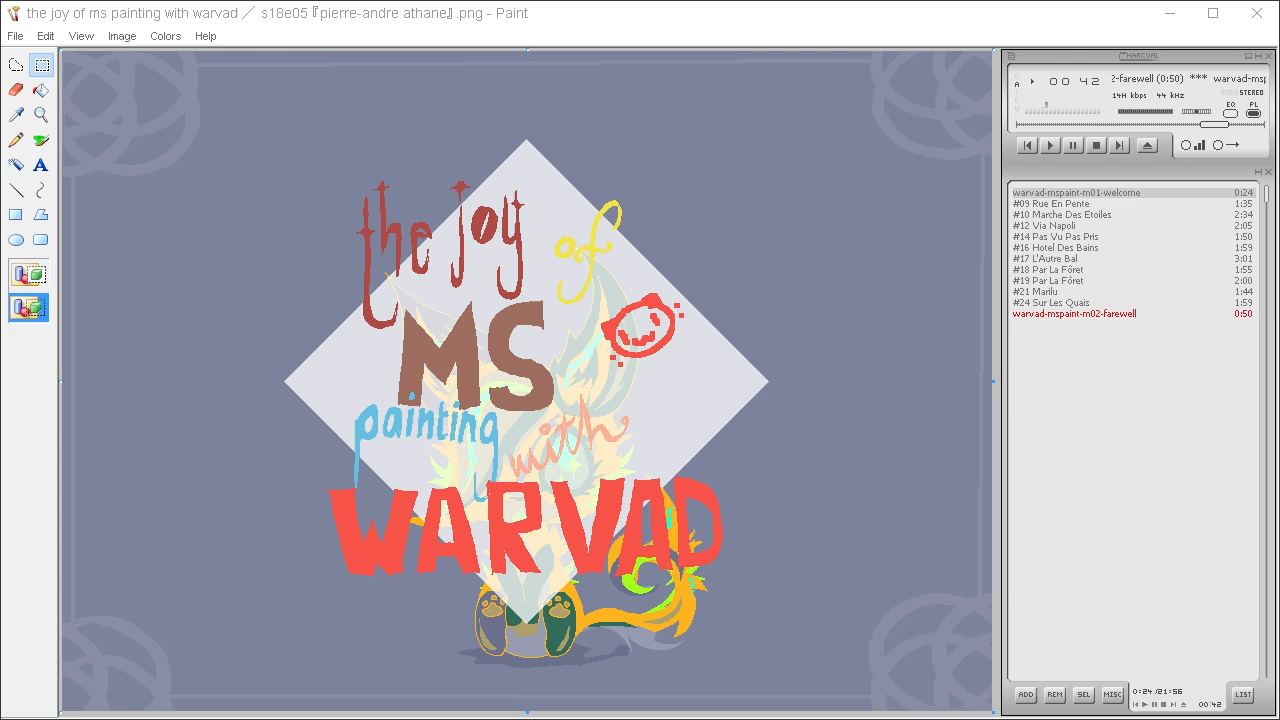 the joy of ms painting with warvad ／ s18e05『pierre-andre athane』.png - Paint
File Edit View Image Colors Help
the joy of
MS
painting with
WARVAD
CHARCOAL
00 42
2-farewell (0:50) *** warvad-msp
kbps 44 kHz
STEREO
EQ PL
warvad-mspaint-m01-welcome 0:24
#09 Rue En Pente 1:35
#10 Marche Des Etoiles 2:34
#12 Via Napoli 2:05
#14 Pas Vu Pas Pris 1:50
#16 Hotel Des Bains 1:59
#17 L'Autre Bal 3:01
#18 Par La Fôret 1:55
#19 Par La Fôret 2:00
#21 Marilu 1:44
#24 Sur Les Quais 1:59
warvad-mspaint-m02-farewell 0:50
ADD REM SEL MISC 0:24/21:56 00:42 LIST